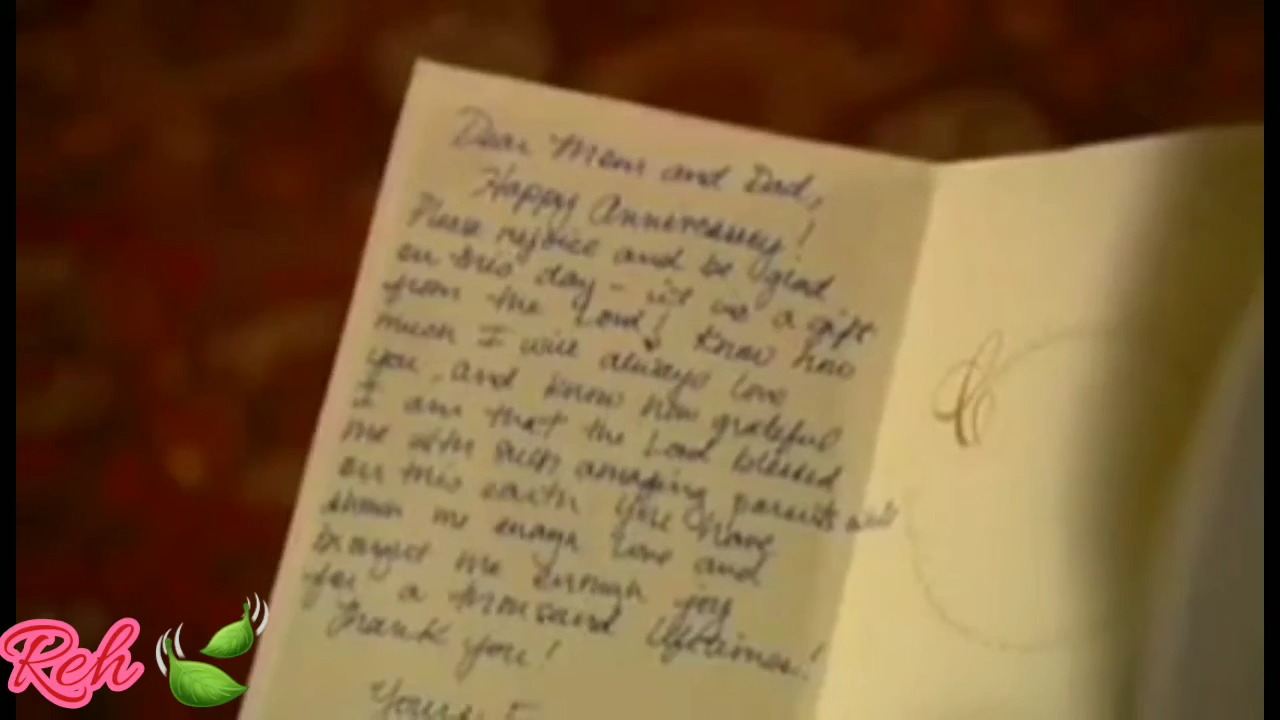 Dear Mom and Dad,
Happy Anniversary!
Please rejoice and be glad
on this day - it is a gift
from the Lord! Know how
much I will always love
you, and know how grateful
I am that the Lord blessed
me with such amazing parents
on this earth. You have
shown me enough love and
brought me enough joy
for a thousand lifetimes!
Thank you!
Reh